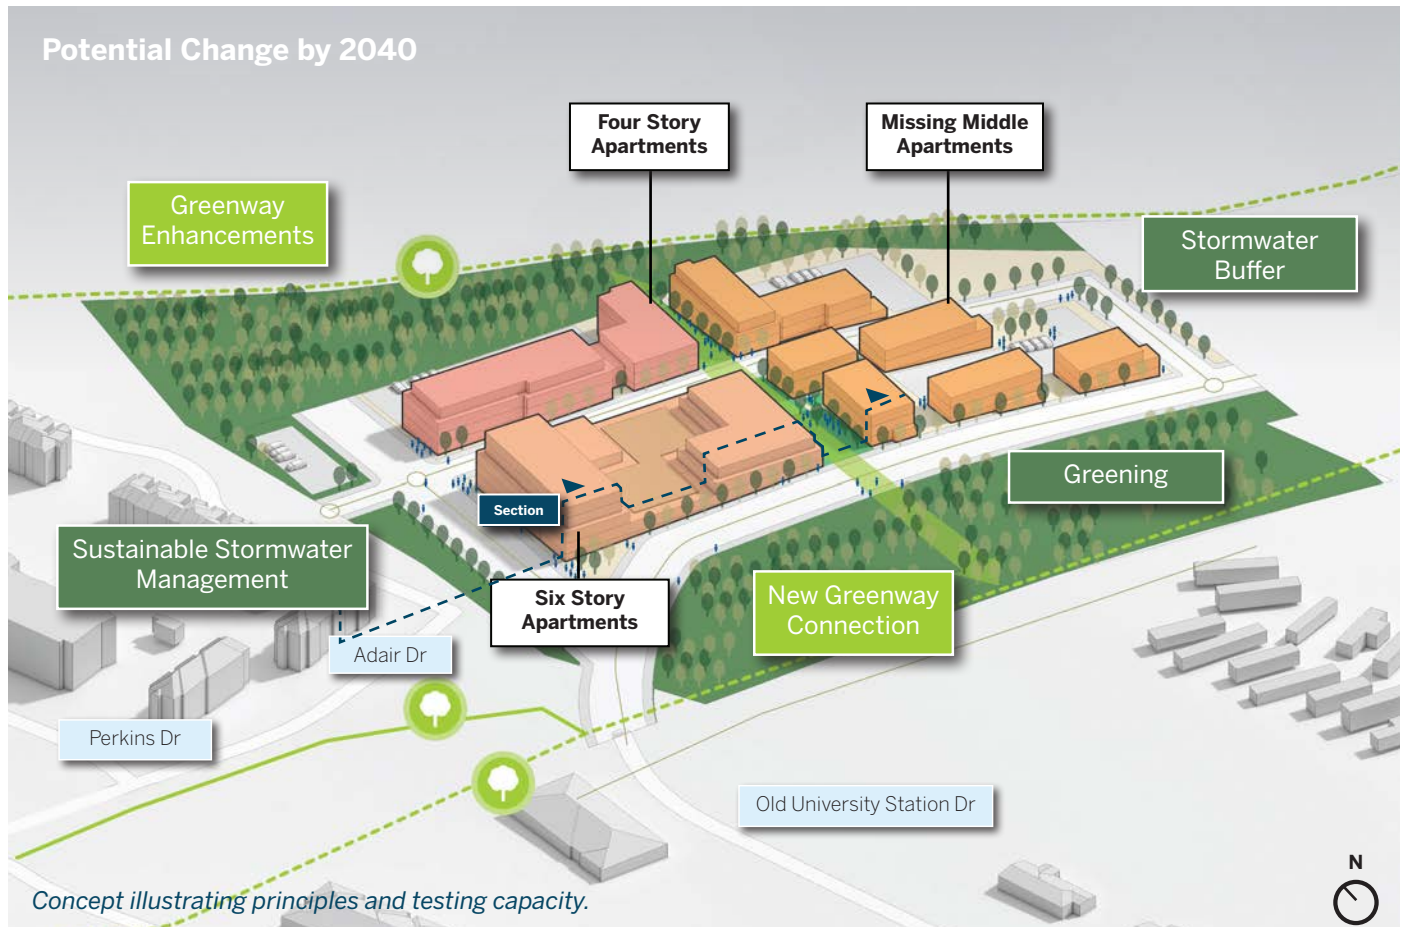 Potential Change by 2040
Four Story
Apartments
Missing Middle
Apartments
Greenway
Enhancements
Stormwater
Buffer
Greening
Section
Sustainable Stormwater
Management
Six Story
Apartments
New Greenway
Connection
Adair Dr
Perkins Dr
Old University Station Dr
N
Concept illustrating principles and testing capacity.